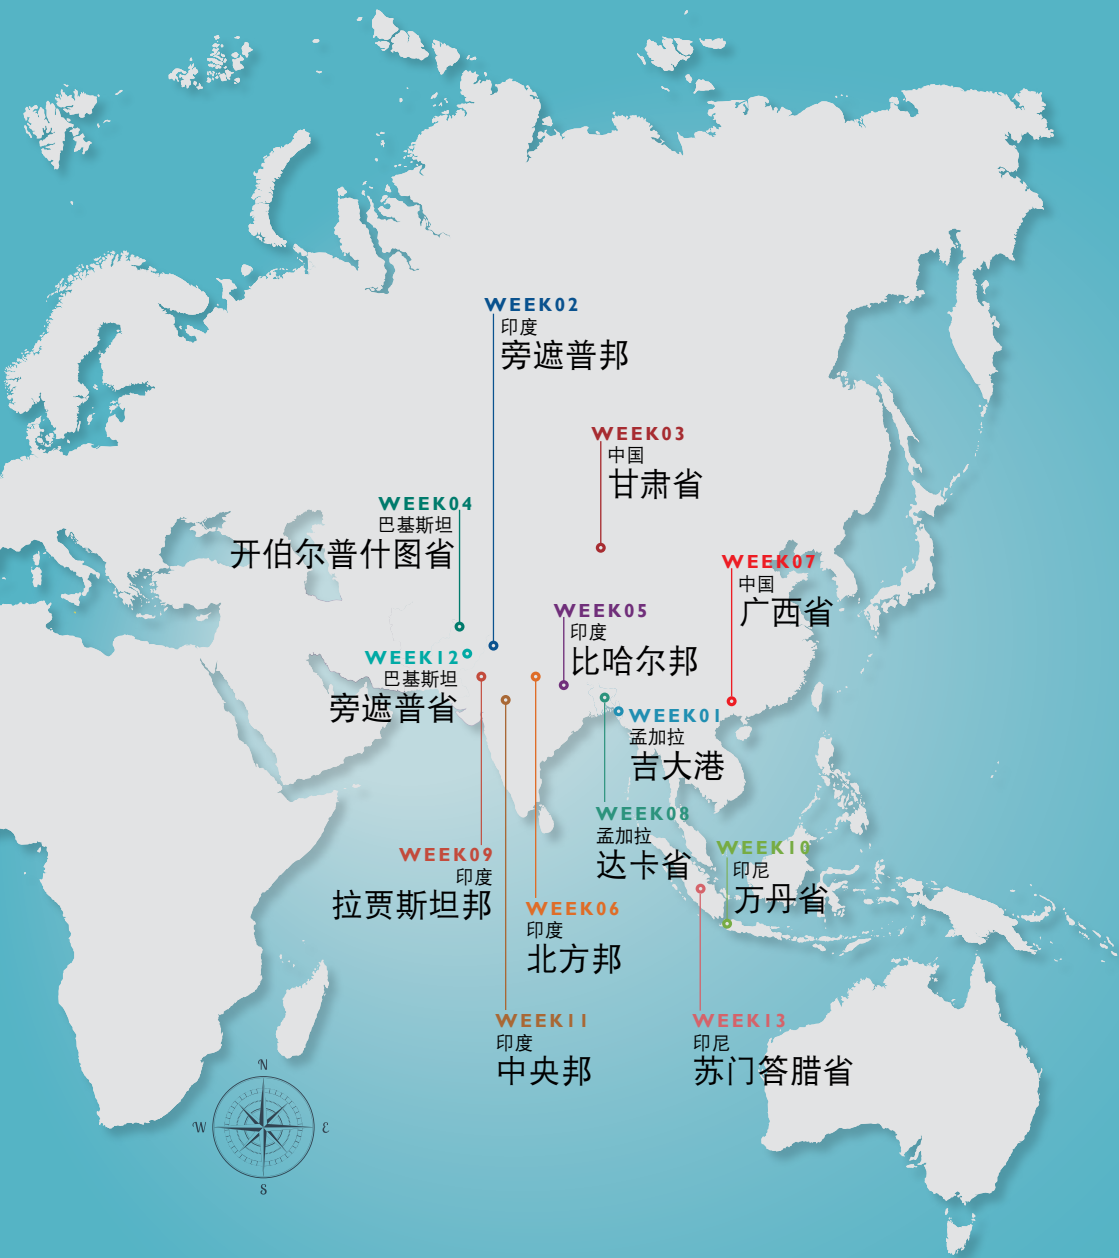 WEEK02
印度
旁遮普邦
WEEK03
中国
甘肃省
WEEK04
巴基斯坦
开伯尔普什图省
WEEK07
中国
广西省
WEEK05
印度
比哈尔邦
WEEK12
巴基斯坦
旁遮普省
WEEK01
孟加拉
吉大港
WEEK08
孟加拉
达卡省
WEEK10
印尼
万丹省
WEEK09
印度
拉贾斯坦邦
WEEK06
印度
北方邦
WEEK11
印度
中央邦
WEEK13
印尼
苏门答腊省
N
W
E
S